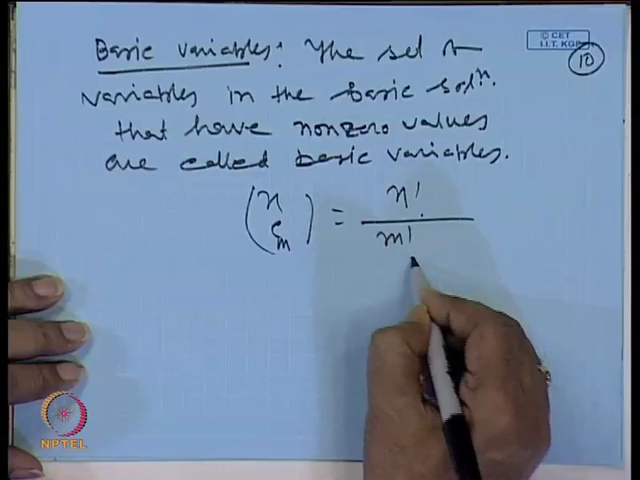 © CET
I.I.T. KGP
10
Basic variables: The set of
variables in the basic solⁿ.
that have nonzero values
are called basic variables.
(n c m) = n! / m!
NPTEL